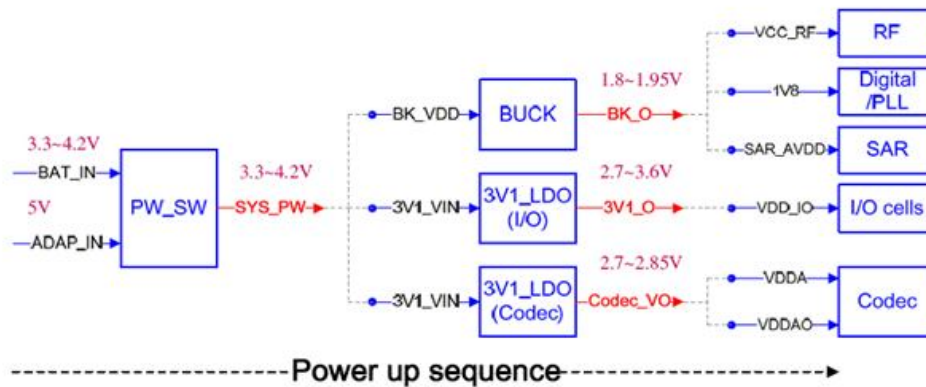 3.3~4.2V
BAT_IN
5V
ADAP_IN
PW_SW
3.3~4.2V
SYS_PW
BK_VDD
BUCK
1.8~1.95V
BK_O
VCC_RF
RF
1V8
Digital
/PLL
SAR_AVDD
SAR
3V1_VIN
3V1_LDO
(I/O)
2.7~3.6V
3V1_O
VDD_IO
I/O cells
3V1_VIN
3V1_LDO
(Codec)
2.7~2.85V
Codec_VO
VDDA
VDDAO
Codec
Power up sequence